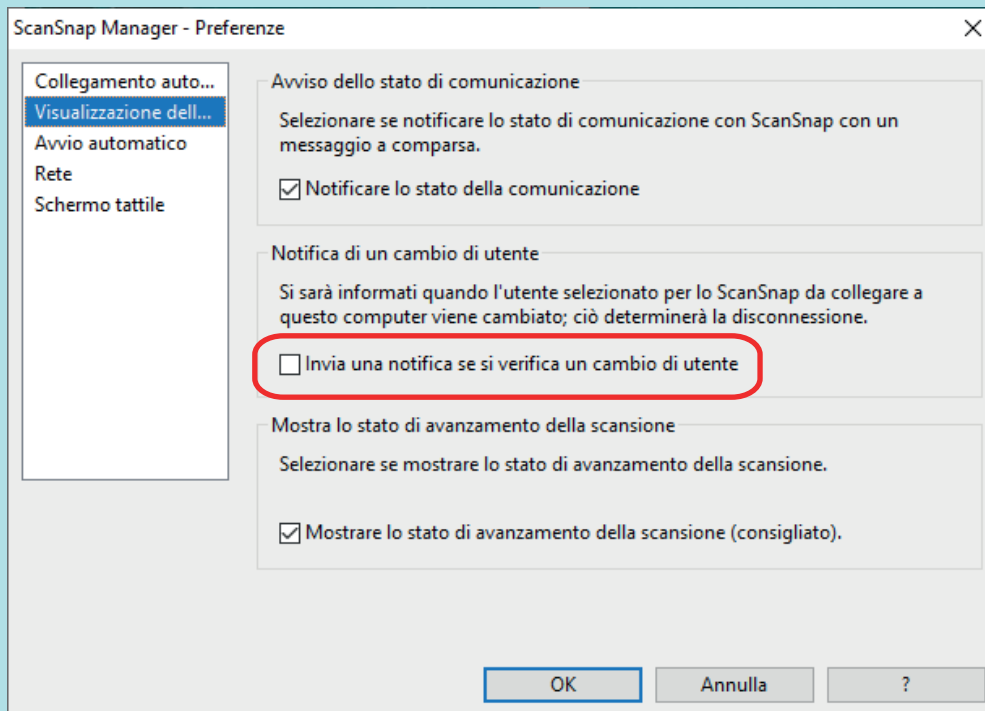 ScanSnap Manager - Preferenze
Collegamento auto...
Visualizzazione dell...
Avvio automatico
Rete
Schermo tattile
Avviso dello stato di comunicazione
Selezionare se notificare lo stato di comunicazione con ScanSnap con un
messaggio a comparsa.
Notificare lo stato della comunicazione
Notifica di un cambio di utente
Si sarà informati quando l'utente selezionato per lo ScanSnap da collegare a
questo computer viene cambiato; ciò determinerà la disconnessione.
Invia una notifica se si verifica un cambio di utente
Mostra lo stato di avanzamento della scansione
Selezionare se mostrare lo stato di avanzamento della scansione.
Mostrare lo stato di avanzamento della scansione (consigliato).
OK
Annulla
?